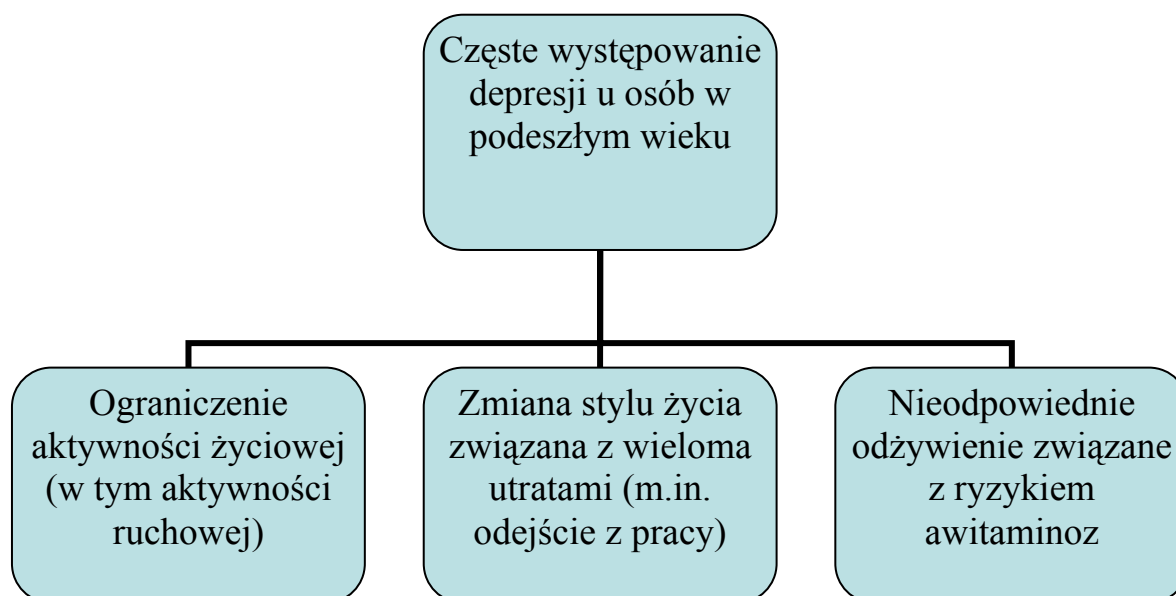 Częste występowanie
depresji u osób w
podeszłym wieku
Ograniczenie
aktywności życiowej
(w tym aktywności
ruchowej)
Zmiana stylu życia
związana z wieloma
utratami (m.in.
odejście z pracy)
Nieodpowiednie
odżywienie związane
z ryzykiem
awitaminoz